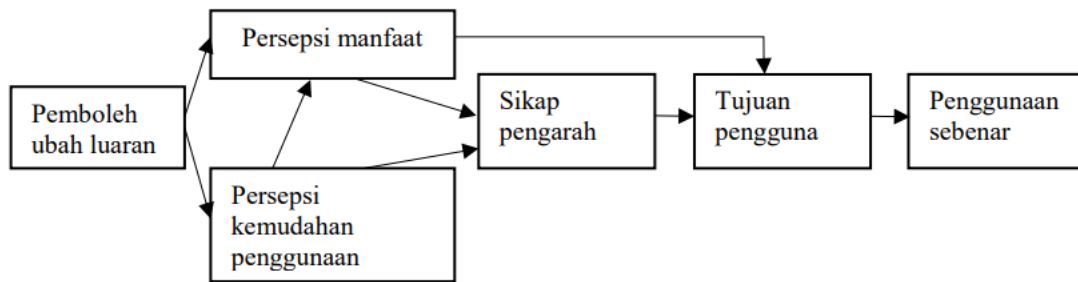 Persepsi manfaat
Pemboleh
ubah luaran
Persepsi
kemudahan
penggunaan
Sikap
pengarah
Tujuan
pengguna
Penggunaan
sebenar